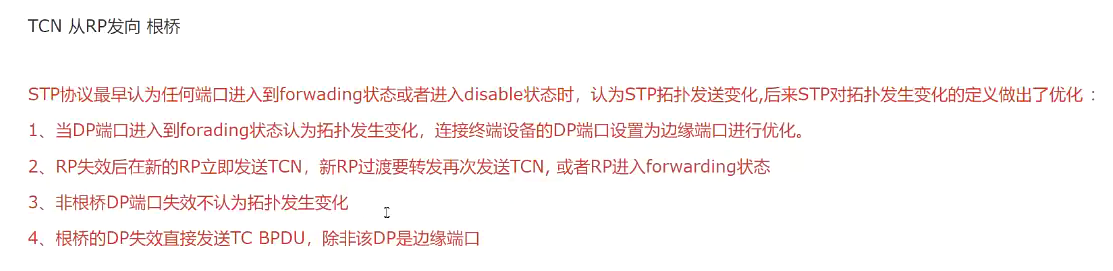 TCN 从RP发向 根桥
STP协议最早认为任何端口进入到forwading状态或者进入disable状态时，认为STP拓扑发送变化,后来STP对拓扑发生变化的定义做出了优化：
1、当DP端口进入到forading状态认为拓扑发生变化，连接终端设备的DP端口设置为边缘端口进行优化。
2、RP失效后在新的RP立即发送TCN，新RP过渡要转发再次发送TCN, 或者RP进入forwarding状态
3、非根桥DP端口失效不认为拓扑发生变化
4、根桥的DP失效直接发送TC BPDU，除非该DP是边缘端口